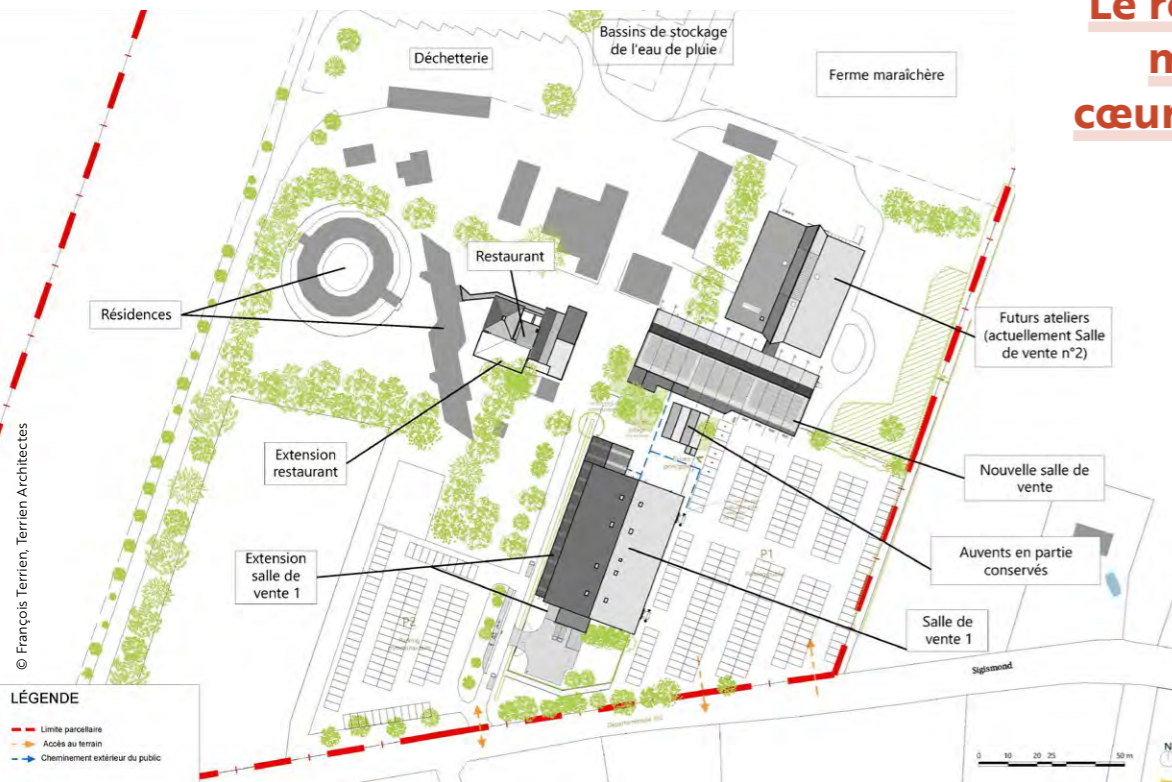 Le re
m
cœur
Bassins de stockage
de l'eau de pluie
Déchetterie
Ferme maraîchère
Restaurant
Résidences
Futurs ateliers
(actuellement Salle
de vente n°2)
Extension
restaurant
Nouvelle salle de
vente
Auvents en partie
conservés
Extension
salle de
vente 1
Salle de
vente 1
P1
P2
Sigismond
© François Terrien, Terrien Architectes
LÉGENDE
Limite parcellaire
Accès au terrain
Cheminement extérieur du public
0 10 20 25 50 m
N